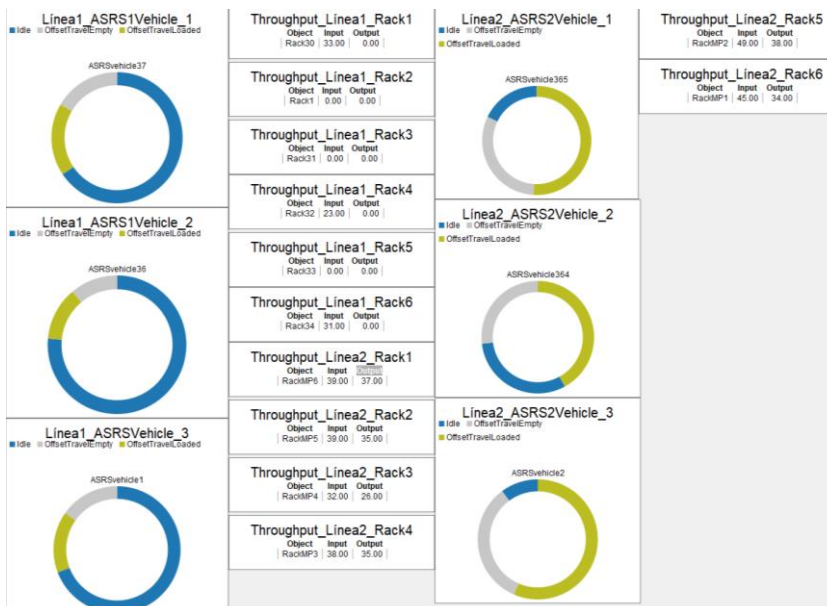 Línea1_ASRS1Vehicle_1
Idle OffsetTravelEmpty OffsetTravelLoaded
ASRSvehicle37
Línea1_ASRS1Vehicle_2
Idle OffsetTravelEmpty OffsetTravelLoaded
ASRSvehicle36
Línea1_ASRSVehicle_3
Idle OffsetTravelEmpty OffsetTravelLoaded
ASRSvehicle1
Throughput_Línea1_Rack1
Object Input Output
Rack30 33.00 0.00
Throughput_Línea1_Rack2
Object Input Output
Rack1 0.00 0.00
Throughput_Línea1_Rack3
Object Input Output
Rack31 0.00 0.00
Throughput_Línea1_Rack4
Object Input Output
Rack32 23.00 0.00
Throughput_Línea1_Rack5
Object Input Output
Rack33 0.00 0.00
Throughput_Línea1_Rack6
Object Input Output
Rack34 31.00 0.00
Throughput_Línea2_Rack1
Object Input Output
RackMP6 39.00 37.00
Throughput_Línea2_Rack2
Object Input Output
RackMP5 39.00 35.00
Throughput_Línea2_Rack3
Object Input Output
RackMP4 32.00 26.00
Throughput_Línea2_Rack4
Object Input Output
RackMP3 38.00 35.00
Línea2_ASRS2Vehicle_1
Idle OffsetTravelEmpty
OffsetTravelLoaded
ASRSvehicle365
Línea2_ASRS2Vehicle_2
Idle OffsetTravelEmpty
OffsetTravelLoaded
ASRSvehicle364
Línea2_ASRS2Vehicle_3
Idle OffsetTravelEmpty
OffsetTravelLoaded
ASRSvehicle2
Throughput_Línea2_Rack5
Object Input Output
RackMP2 49.00 38.00
Throughput_Línea2_Rack6
Object Input Output
RackMP1 45.00 34.00